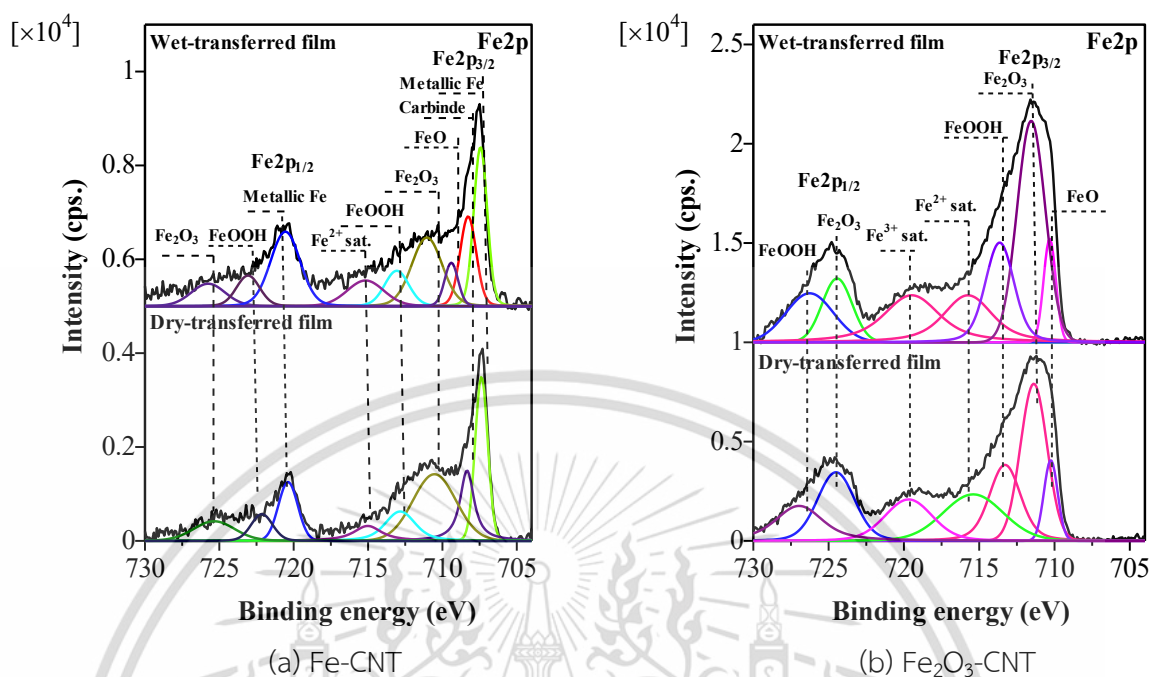 [×10⁴]
Wet-transferred film
Fe2p
Fe2p₃/₂
Metallic Fe
Carbinde
FeO
Fe₂O₃
FeOOH
Fe²⁺ sat.
Fe2p₁/₂
Metallic Fe
FeOOH
Fe₂O₃
Dry-transferred film
Intensity (cps.)
1
0.8
0.6
0.4
0.2
0
730 725 720 715 710 705
Binding energy (eV)
(a) Fe-CNT
[×10⁴]
Wet-transferred film
Fe2p
Fe2p₃/₂
Fe₂O₃
FeOOH
FeO
Fe²⁺ sat.
Fe³⁺ sat.
Fe2p₁/₂
Fe₂O₃
FeOOH
Dry-transferred film
Intensity (cps.)
2.5
2
1.5
1
0.5
0
730 725 720 715 710 705
Binding energy (eV)
(b) Fe₂O₃-CNT